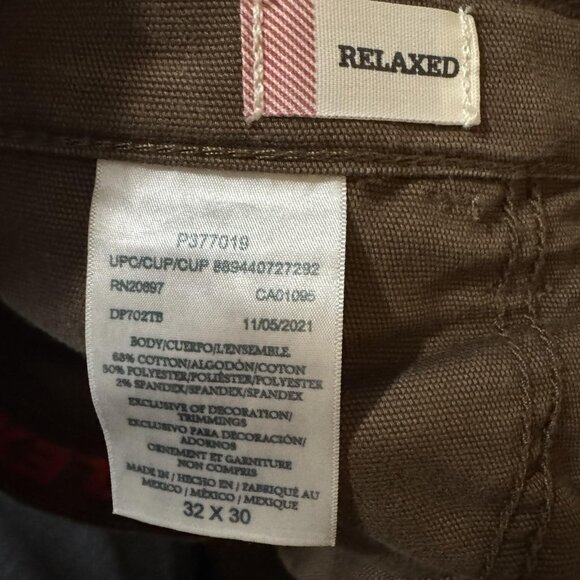 RELAXED
P377019
UPC/CUP/CUP 889440727292
RN20697 CA01095
DP702TB 11/05/2021
BODY/CUERPO/L'ENSEMBLE
68% COTTON/ALGODÓN/COTON
30% POLYESTER/POLIÉSTER/POLYESTER
2% SPANDEX/SPANDEX/SPANDEX
EXCLUSIVE OF DECORATION/
TRIMMINGS
EXCLUSIVO PARA DECORACIÓN/
ADORNOS
ORNEMENT ET GARNITURE
NON COMPRIS
MADE IN / HECHO EN / FABRIQUÉ AU
MEXICO / MÉXICO / MEXIQUE
32 X 30